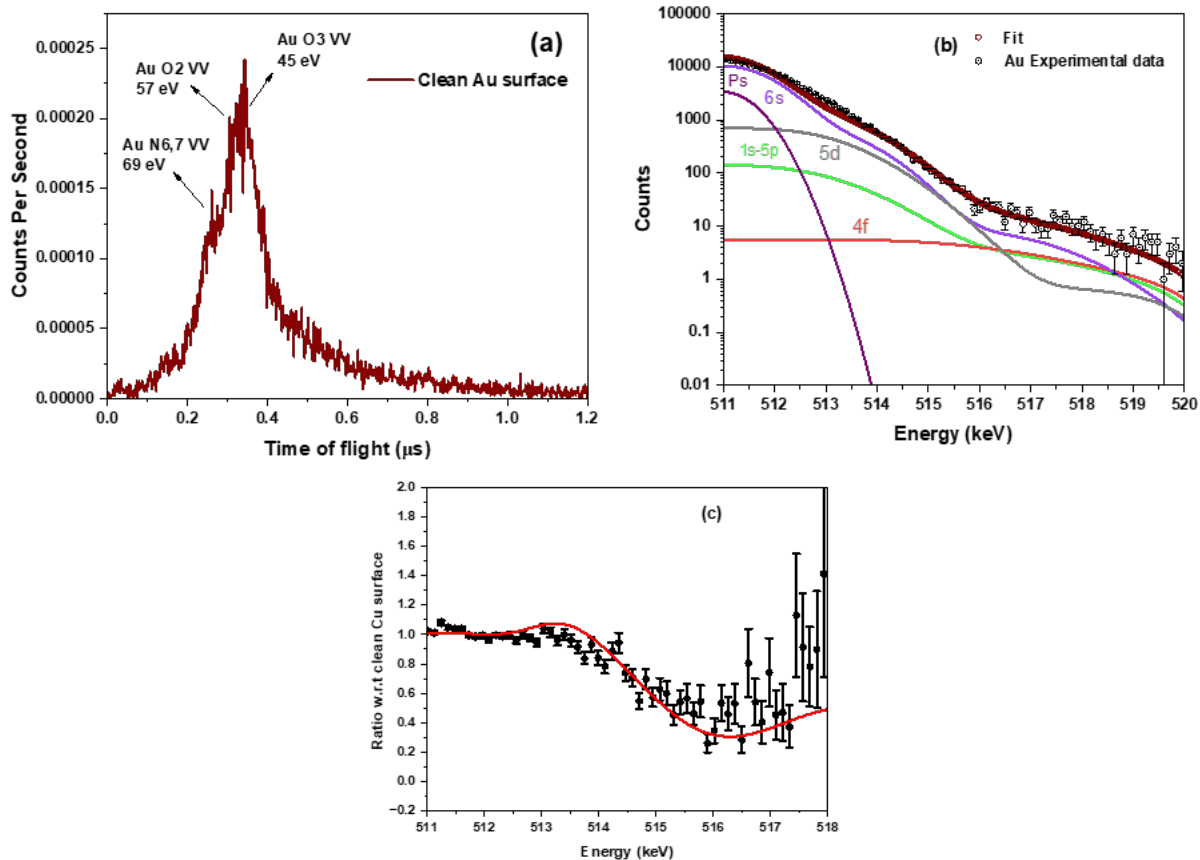 (a)
Au O3 VV
45 eV
Au O2 VV
57 eV
Clean Au surface
Au N6,7 VV
69 eV
0.00025
0.00020
0.00015
0.00010
0.00005
0.00000
Counts Per Second
0.0 0.2 0.4 0.6 0.8 1.0 1.2
Time of flight (μs)
(b)
Fit
Au Experimental data
Ps
6s
5d
1s-5p
4f
100000
10000
1000
100
10
1
0.1
0.01
Counts
511 512 513 514 515 516 517 518 519 520
Energy (keV)
(c)
2.0
1.8
1.6
1.4
1.2
1.0
0.8
0.6
0.4
0.2
0.0
−0.2
Ratio w.r.t clean Cu surface
511 512 513 514 515 516 517 518
Energy (keV)